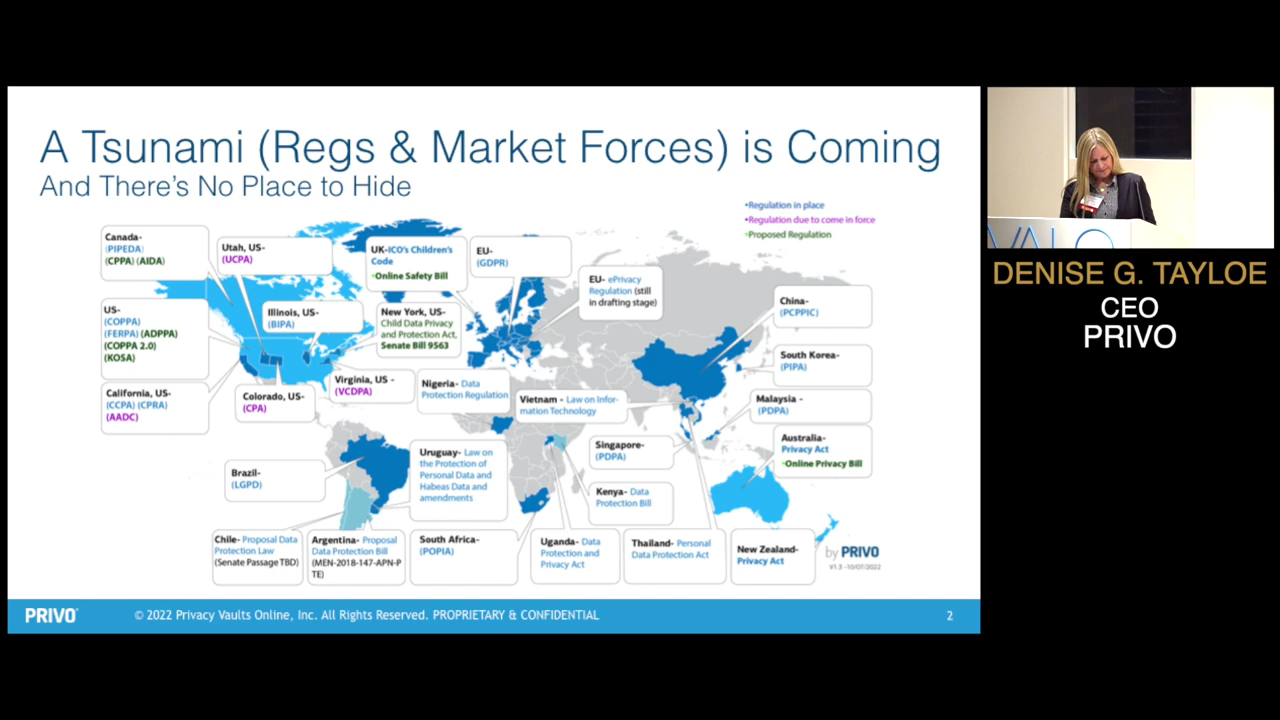 A Tsunami (Regs & Market Forces) is Coming
And There's No Place to Hide
•Regulation in place
•Regulation due to come in force
•Proposed Regulation
Canada-
(PIPEDA)
(CPPA) (AIDA)
Utah, US-
(UCPA)
UK-ICO's Children's
Code
•Online Safety Bill
EU-
(GDPR)
EU- ePrivacy
Regulation (still
in drafting stage)
China-
(PCPPIC)
US-
(COPPA)
(FERPA) (ADPPA)
(COPPA 2.0)
(KOSA)
Illinois, US-
(BIPA)
New York, US-
Child Data Privacy
and Protection Act,
Senate Bill 9563
South Korea-
(PIPA)
California, US-
(CCPA) (CPRA)
(AADC)
Colorado, US-
(CPA)
Virginia, US -
(VCDPA)
Nigeria- Data
Protection Regulation
Vietnam - Law on Infor-
mation Technology
Malaysia -
(PDPA)
Australia-
Privacy Act
•Online Privacy Bill
Singapore-
(PDPA)
Brazil-
(LGPD)
Uruguay- Law on
the Protection of
Personal Data and
Habeas Data and
amendments
Kenya- Data
Protection Bill
Chile- Proposal Data
Protection Law
(Senate Passage TBD)
Argentina- Proposal
Data Protection Bill
(MEN-2018-147-APN-P
TE)
South Africa-
(POPIA)
Uganda- Data
Protection and
Privacy Act
Thailand- Personal
Data Protection Act
New Zealand-
Privacy Act
by PRIVO
V1.3 -10/07/2022
PRIVO
© 2022 Privacy Vaults Online, Inc. All Rights Reserved. PROPRIETARY & CONFIDENTIAL
2
DENISE G. TAYLOE
CEO
PRIVO